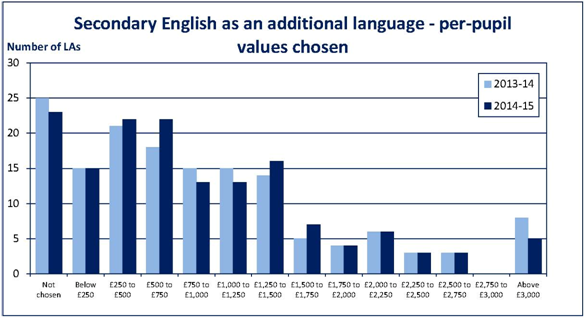 Secondary English as an additional language - per-pupil
values chosen
Number of LAs
30
25
20
15
10
5
0
2013-14
2014-15
Not chosen
Below £250
£250 to £500
£500 to £750
£750 to £1,000
£1,000 to £1,250
£1,250 to £1,500
£1,500 to £1,750
£1,750 to £2,000
£2,000 to £2,250
£2,250 to £2,500
£2,500 to £2,750
£2,750 to £3,000
Above £3,000